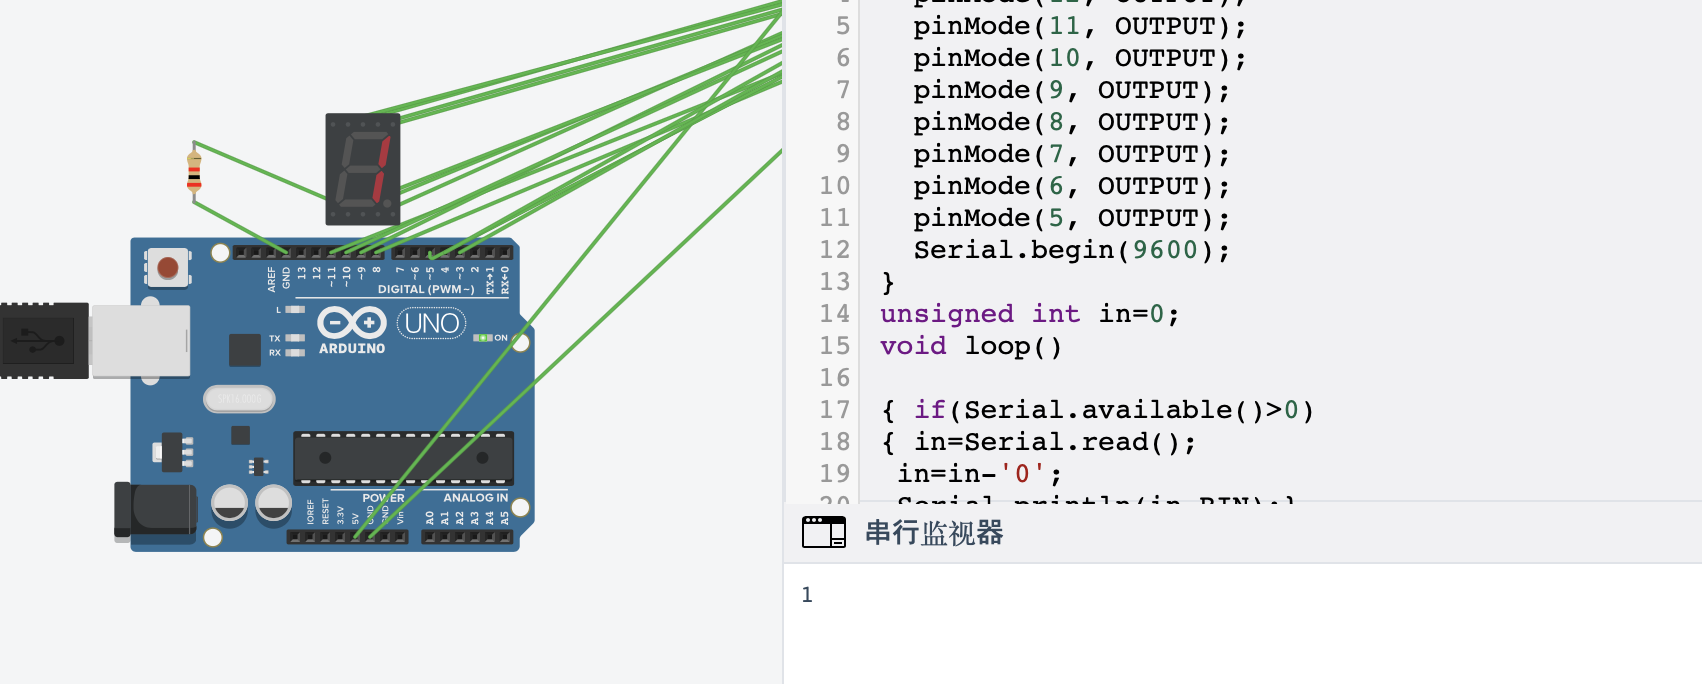 AREF
GND
13
12
~11
~10
~9
8
7
~6
~5
4
~3
2
TX→1
RX←0
DIGITAL (PWM~)
L
TX
RX
ARDUINO
UNO
ON
POWER
ANALOG IN
IOREF
RESET
3.3V
5V
GND
GND
Vin
A0
A1
A2
A3
A4
A5
5 pinMode(11, OUTPUT);
6 pinMode(10, OUTPUT);
7 pinMode(9, OUTPUT);
8 pinMode(8, OUTPUT);
9 pinMode(7, OUTPUT);
10 pinMode(6, OUTPUT);
11 pinMode(5, OUTPUT);
12 Serial.begin(9600);
13 }
14 unsigned int in=0;
15 void loop()
16
17 { if(Serial.available()>0)
18 { in=Serial.read();
19 in=in-'0';
20 Serial.println(in,BIN);}
串行监视器
1